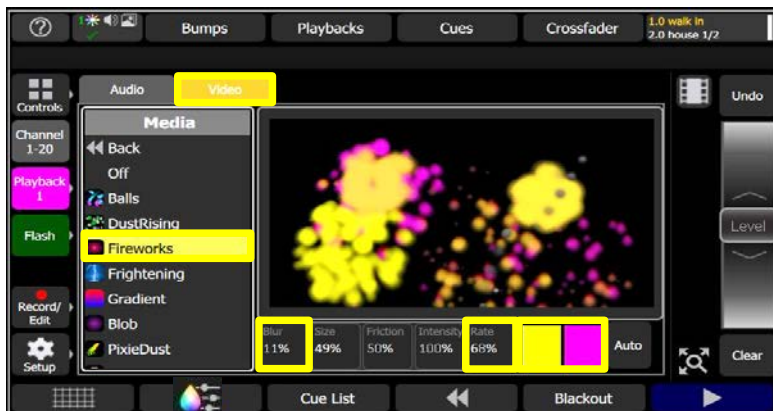 1
Bumps
Playbacks
Cues
Crossfader
1.0 walk in
2.0 house 1/2
Controls
Audio
Video
Undo
Channel
1-20
Media
Back
Off
Playback
1
Balls
DustRising
Flash
Fireworks
Level
Frightening
Gradient
Record/
Edit
Blob
Blur
Size
Friction
Intensity
Rate
PixieDust
11%
49%
50%
100%
68%
Auto
Setup
Clear
Cue List
Blackout